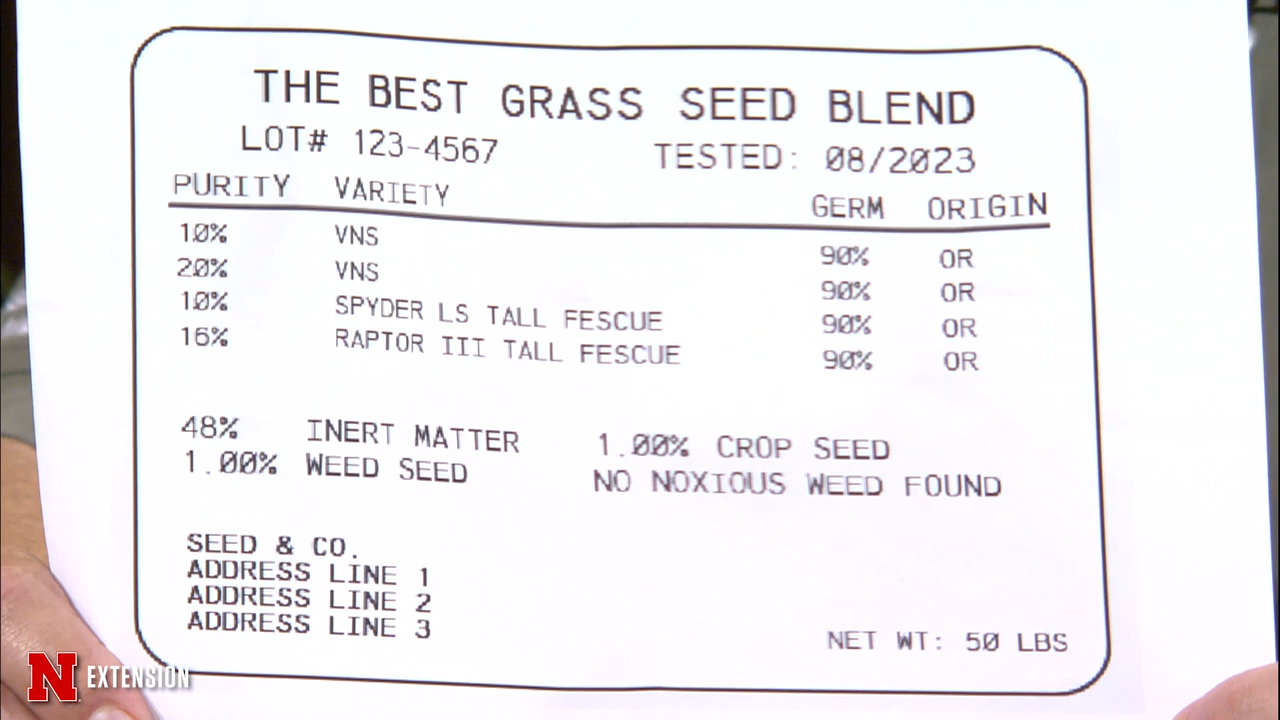 THE BEST GRASS SEED BLEND
LOT# 123-4567 TESTED: 08/2023
PURITY VARIETY GERM ORIGIN
10% VNS 90% OR
20% VNS 90% OR
10% SPYDER LS TALL FESCUE 90% OR
16% RAPTOR III TALL FESCUE 90% OR
48% INERT MATTER 1.00% CROP SEED
1.00% WEED SEED NO NOXIOUS WEED FOUND
SEED & CO.
ADDRESS LINE 1
ADDRESS LINE 2
ADDRESS LINE 3
NET WT: 50 LBS
N EXTENSION